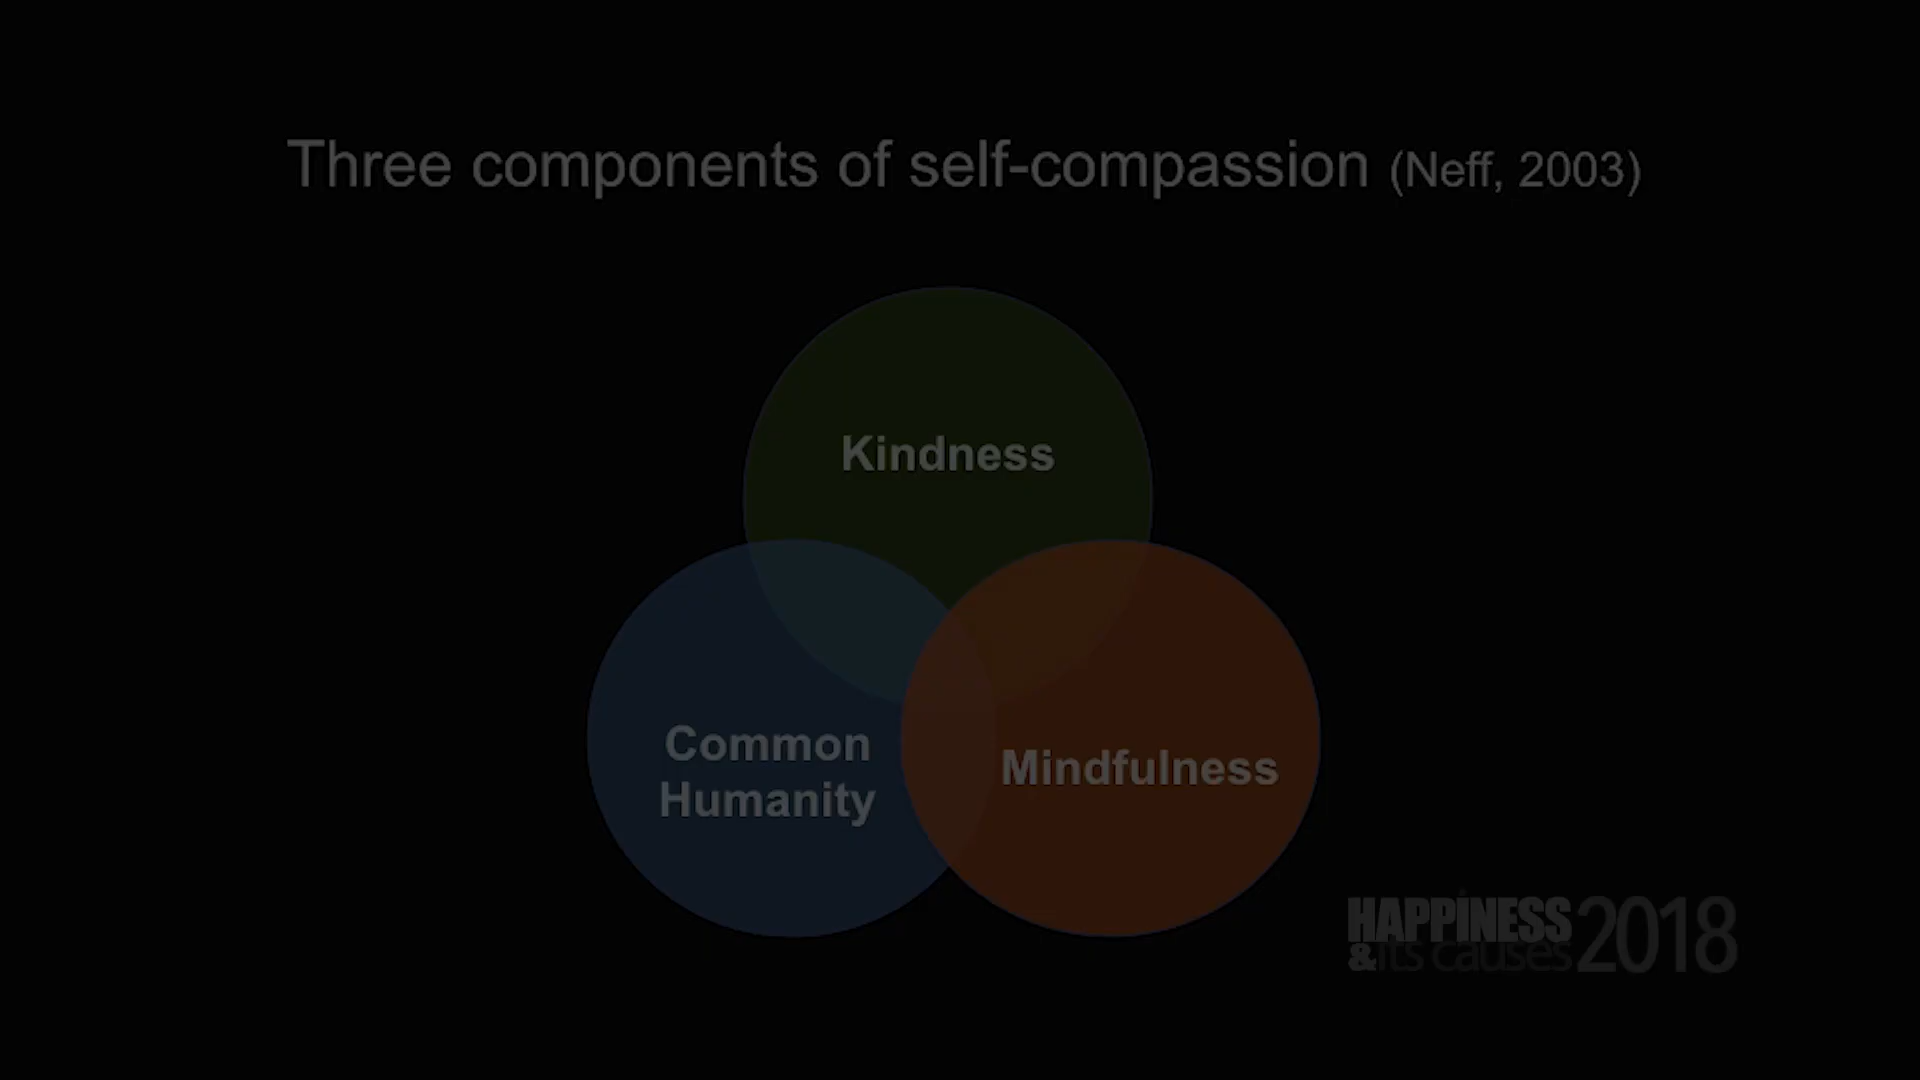 Three components of self-compassion (Neff, 2003)
Kindness
Common
Humanity
Mindfulness
HAPPINESS
&its causes 2018